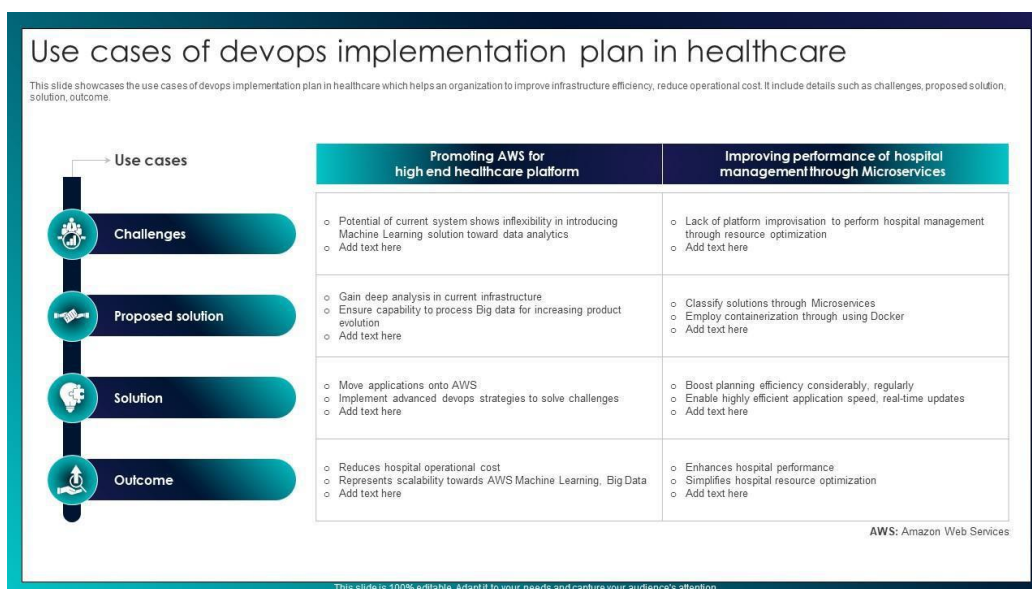 Use cases of devops implementation plan in healthcare
This slide showcases the use cases of devops implementation plan in healthcare which helps an organization to improve infrastructure efficiency, reduce operational cost. It include details such as challenges, proposed solution,
solution, outcome.
Use cases
Promoting AWS for
high end healthcare platform
Improving performance of hospital
management through Microservices
Challenges
o Potential of current system shows inflexibility in introducing
Machine Learning solution toward data analytics
o Add text here
o Lack of platform improvisation to perform hospital management
through resource optimization
o Add text here
Proposed solution
o Gain deep analysis in current infrastructure
o Ensure capability to process Big data for increasing product
evolution
o Add text here
o Classify solutions through Microservices
o Employ containerization through using Docker
o Add text here
Solution
o Move applications onto AWS
o Implement advanced devops strategies to solve challenges
o Add text here
o Boost planning efficiency considerably, regularly
o Enable highly efficient application speed, real-time updates
o Add text here
Outcome
o Reduces hospital operational cost
o Represents scalability towards AWS Machine Learning, Big Data
o Add text here
o Enhances hospital performance
o Simplifies hospital resource optimization
o Add text here
AWS: Amazon Web Services
This slide is 100% editable. Adapt it to your needs and capture your audience's attention.